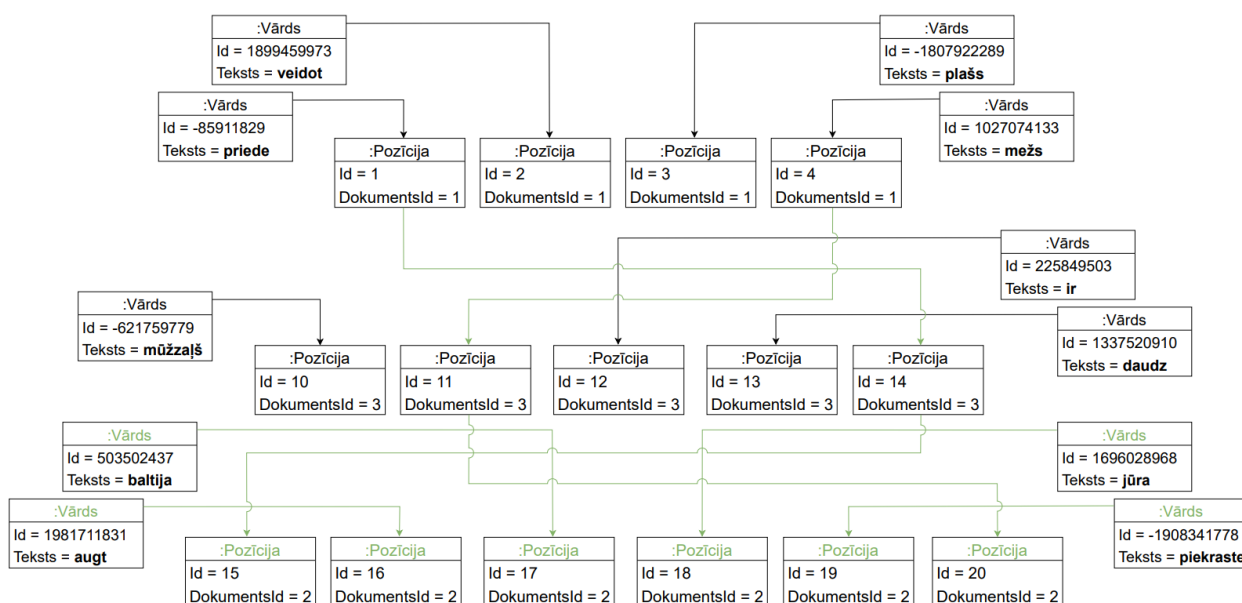 :Vārds
Id = 1899459973
Teksts = veidot
:Vārds
Id = -1807922289
Teksts = plašs
:Vārds
Id = -85911829
Teksts = priede
:Vārds
Id = 1027074133
Teksts = mežs
:Pozīcija
Id = 1
DokumentsId = 1
:Pozīcija
Id = 2
DokumentsId = 1
:Pozīcija
Id = 3
DokumentsId = 1
:Pozīcija
Id = 4
DokumentsId = 1
:Vārds
Id = 225849503
Teksts = ir
:Vārds
Id = -621759779
Teksts = mūžzaļš
:Vārds
Id = 1337520910
Teksts = daudz
:Pozīcija
Id = 10
DokumentsId = 3
:Pozīcija
Id = 11
DokumentsId = 3
:Pozīcija
Id = 12
DokumentsId = 3
:Pozīcija
Id = 13
DokumentsId = 3
:Pozīcija
Id = 14
DokumentsId = 3
:Vārds
Id = 503502437
Teksts = baltija
:Vārds
Id = 1696028968
Teksts = jūra
:Vārds
Id = 1981711831
Teksts = augt
:Vārds
Id = -1908341778
Teksts = piekraste
:Pozīcija
Id = 15
DokumentsId = 2
:Pozīcija
Id = 16
DokumentsId = 2
:Pozīcija
Id = 17
DokumentsId = 2
:Pozīcija
Id = 18
DokumentsId = 2
:Pozīcija
Id = 19
DokumentsId = 2
:Pozīcija
Id = 20
DokumentsId = 2